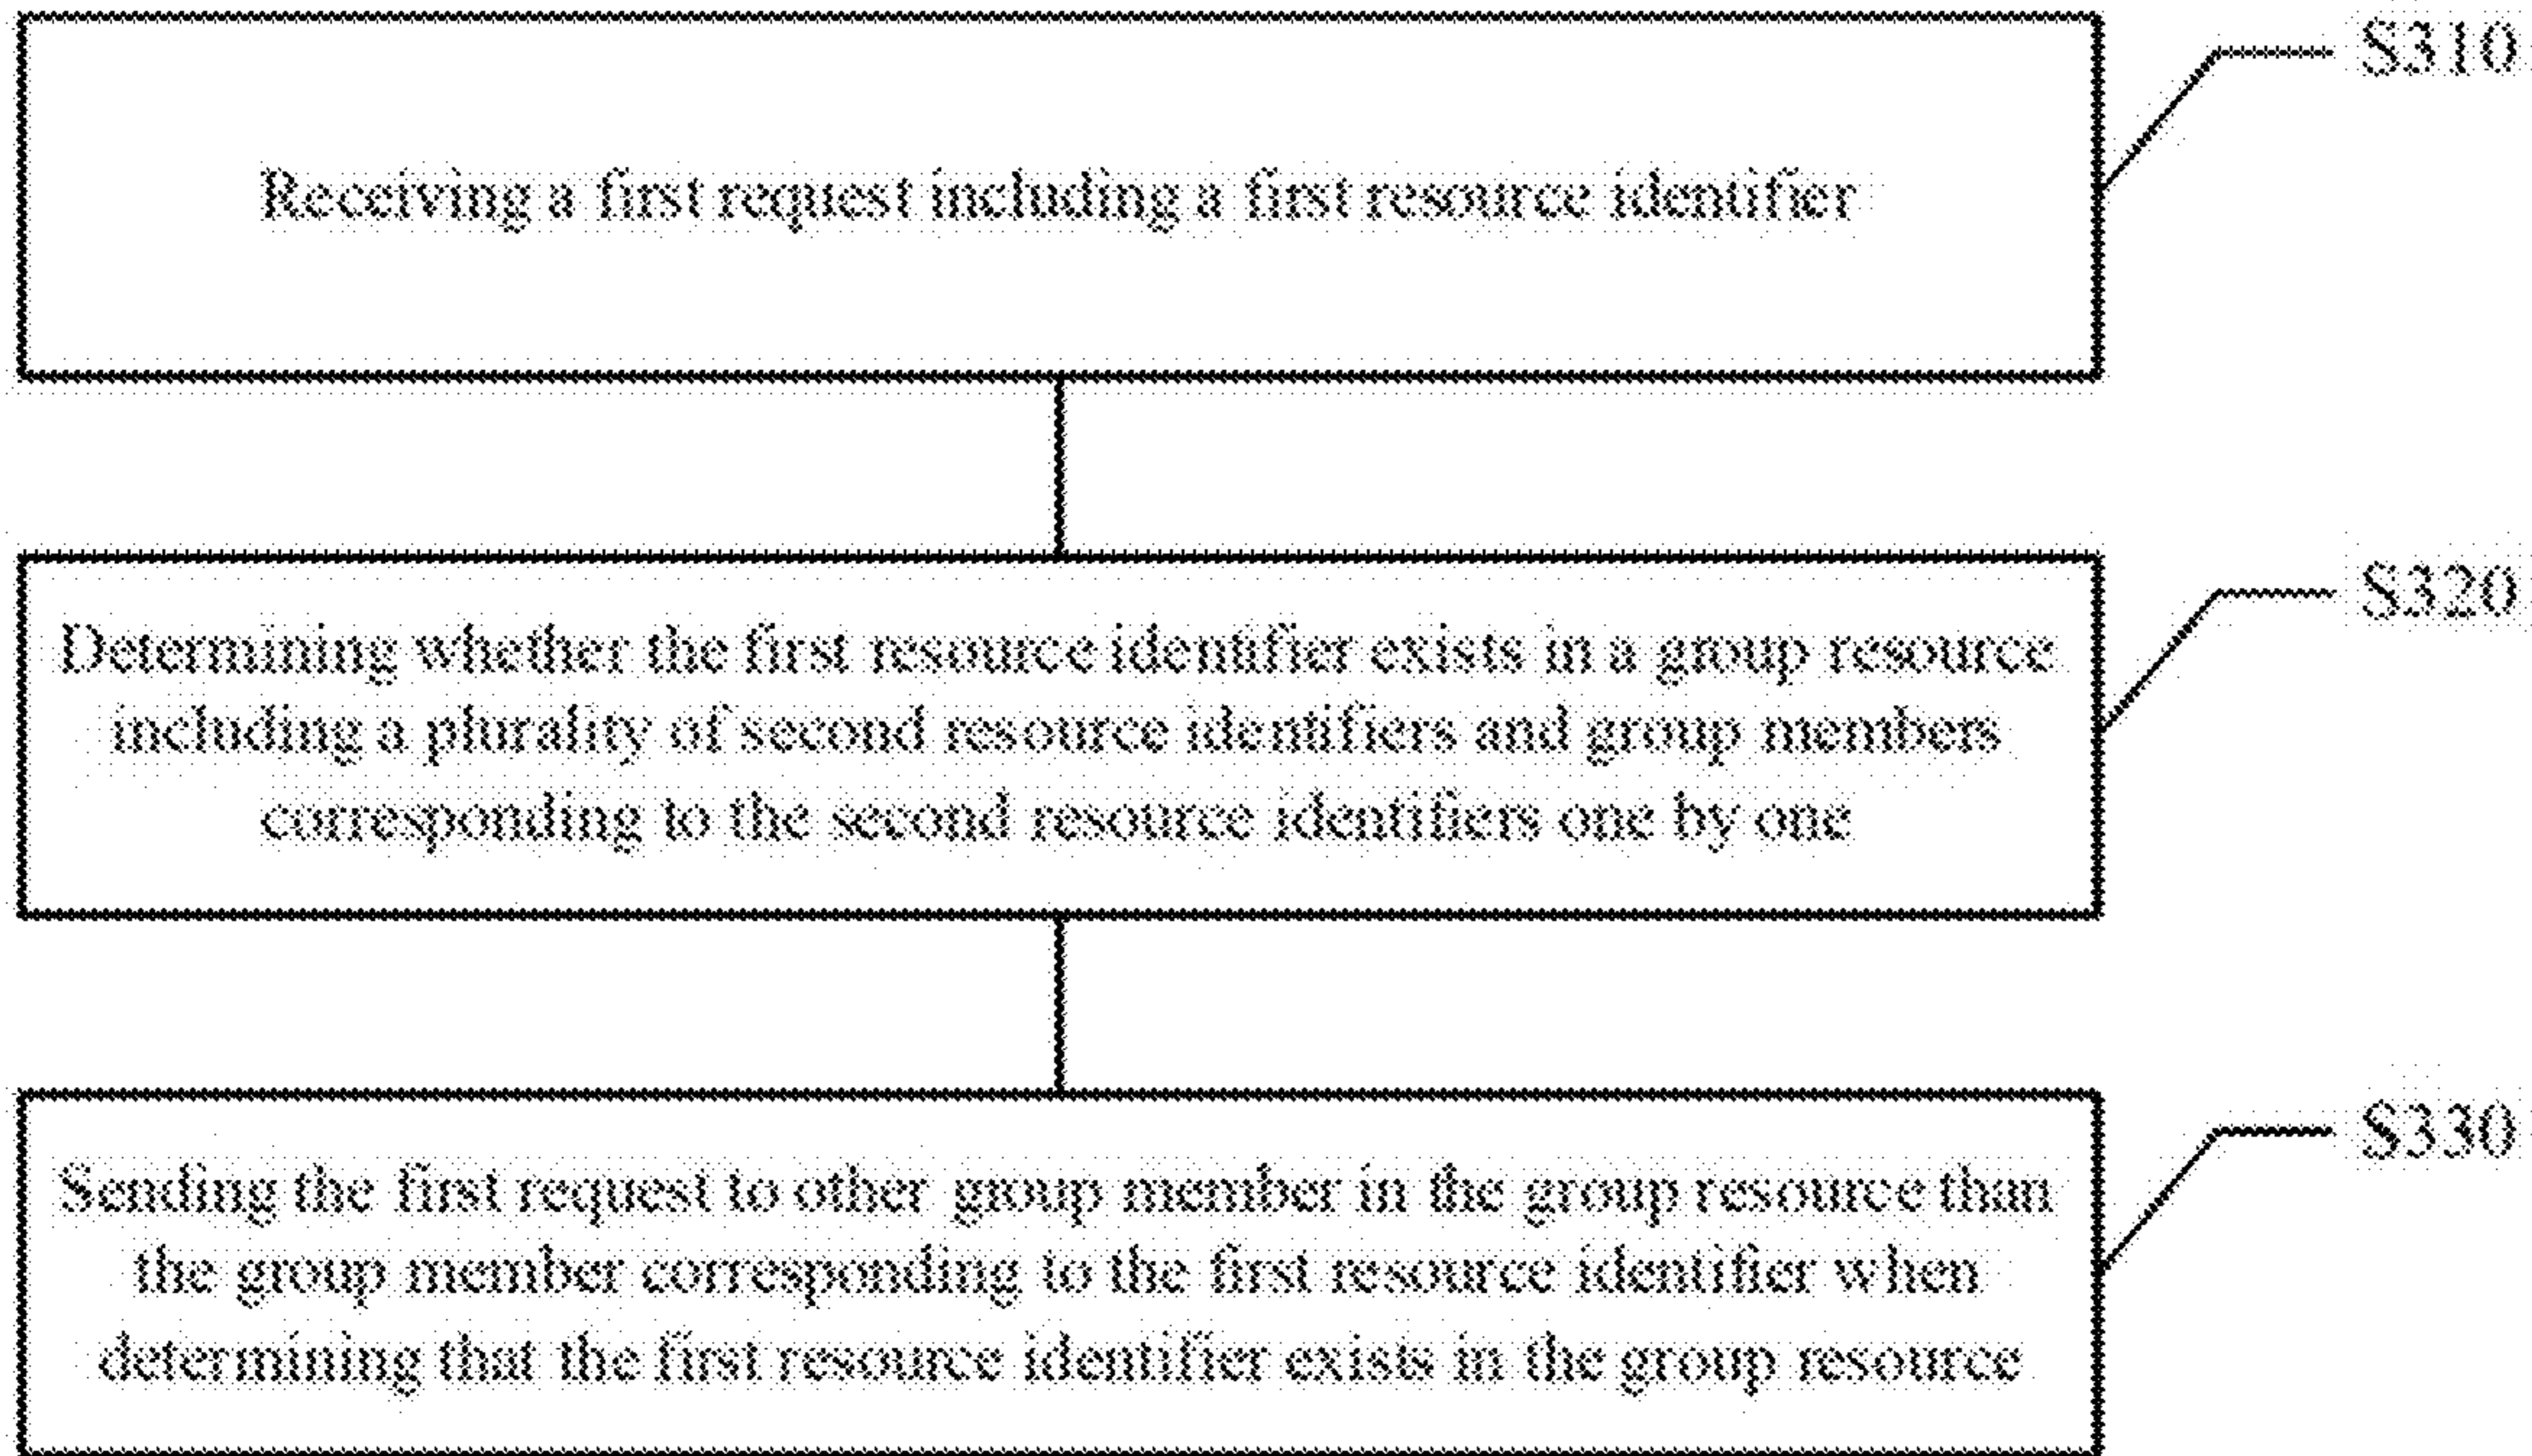 S310
Receiving a first request including a first resource identifier
S320
Determining whether the first resource identifier exists in a group resource
including a plurality of second resource identifiers and group members
corresponding to the second resource identifiers one by one
S330
Sending the first request to other group member in the group resource than
the group member corresponding to the first resource identifier when
determining that the first resource identifier exists in the group resource